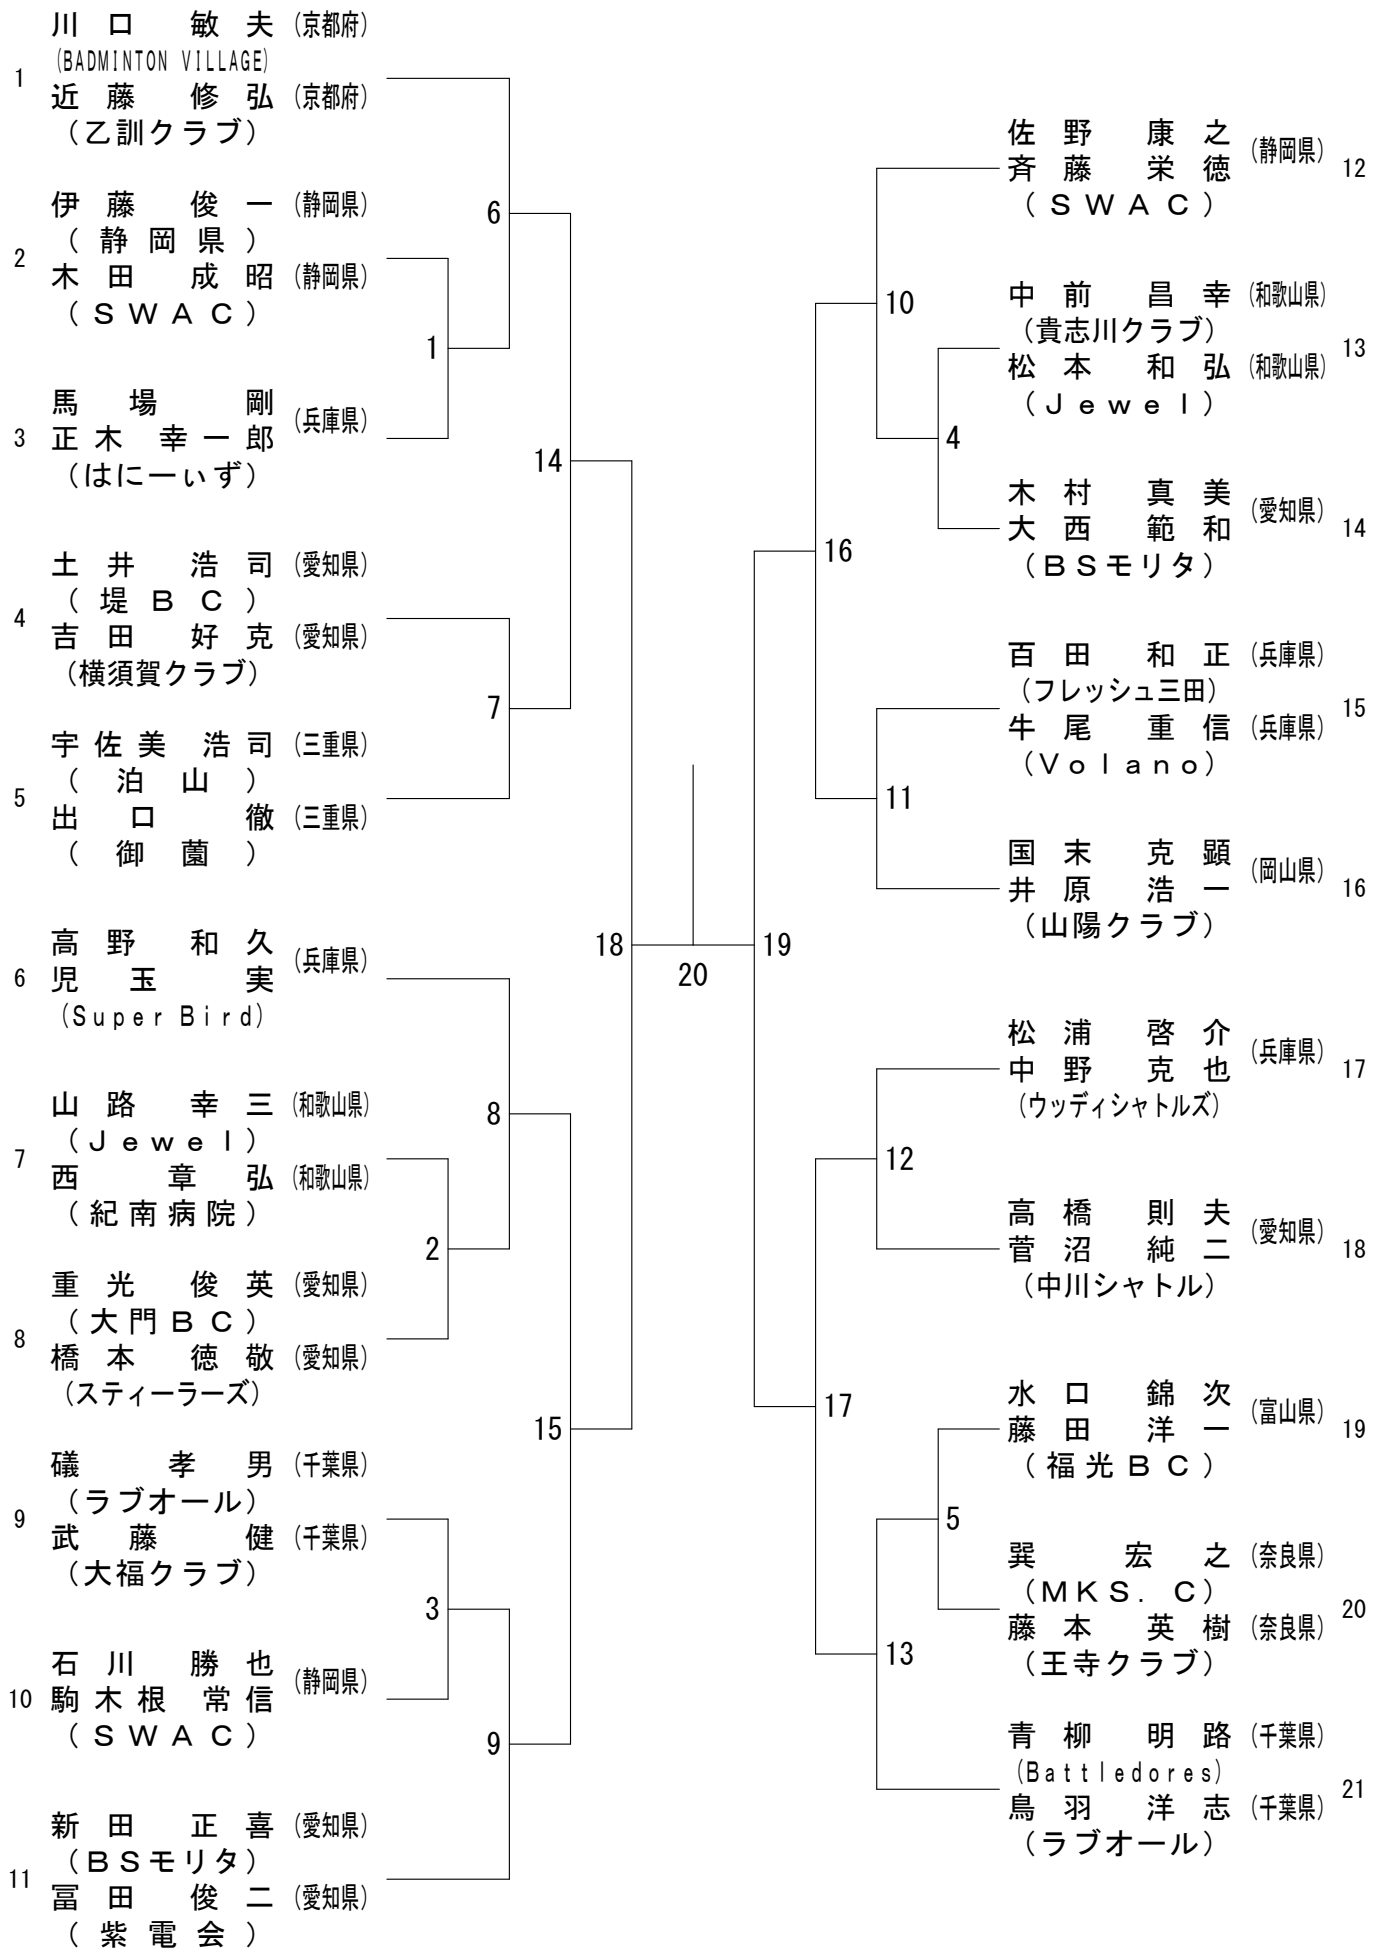 川口 敏夫 (京都府)
(BADMINTON VILLAGE)
1
近藤 修弘 (京都府)
(乙訓クラブ)
伊藤 俊一 (静岡県)
(静岡県)
2
木田 成昭 (静岡県)
(SWAC)
馬場 剛
(兵庫県)
3 正木 幸一郎
(はにーぃず)
土井 浩司 (愛知県)
(堤BC)
4
吉田 好克 (愛知県)
(横須賀クラブ)
宇佐美 浩司 (三重県)
(泊山)
5
出口 徹 (三重県)
(御薗)
高野 和久
(兵庫県)
6 児玉 実
(Super Bird)
山路 幸三 (和歌山県)
(Jewel)
7
西 章弘 (和歌山県)
(紀南病院)
重光 俊英 (愛知県)
(大門BC)
8
橋本 徳敬 (愛知県)
(スティーラーズ)
礒 孝男 (千葉県)
(ラブオール)
9
武藤 健 (千葉県)
(大福クラブ)
石川 勝也
(静岡県)
10 駒木根 常信
(SWAC)
新田 正喜 (愛知県)
(BSモリタ)
11
冨田 俊二 (愛知県)
(紫電会)
6
1
14
7
18
8
2
15
3
9
20
19
10
4
16
11
12
17
5
13
佐野 康之
(静岡県)
斉藤 栄徳 12
(SWAC)
中前 昌幸 (和歌山県)
(貴志川クラブ)
13
松本 和弘 (和歌山県)
(Jewel)
木村 真美
(愛知県)
大西 範和 14
(BSモリタ)
百田 和正 (兵庫県)
(フレッシュ三田)
15
牛尾 重信 (兵庫県)
(Volano)
国末 克顕
(岡山県)
井原 浩一 16
(山陽クラブ)
松浦 啓介
(兵庫県)
中野 克也 17
(ウッディシャトルズ)
高橋 則夫
(愛知県)
菅沼 純二 18
(中川シャトル)
水口 錦次
(富山県)
藤田 洋一 19
(福光BC)
巽 宏之 (奈良県)
(MKS.C)
20
藤本 英樹 (奈良県)
(王寺クラブ)
青柳 明路 (千葉県)
(Battledores)
21
鳥羽 洋志 (千葉県)
(ラブオール)